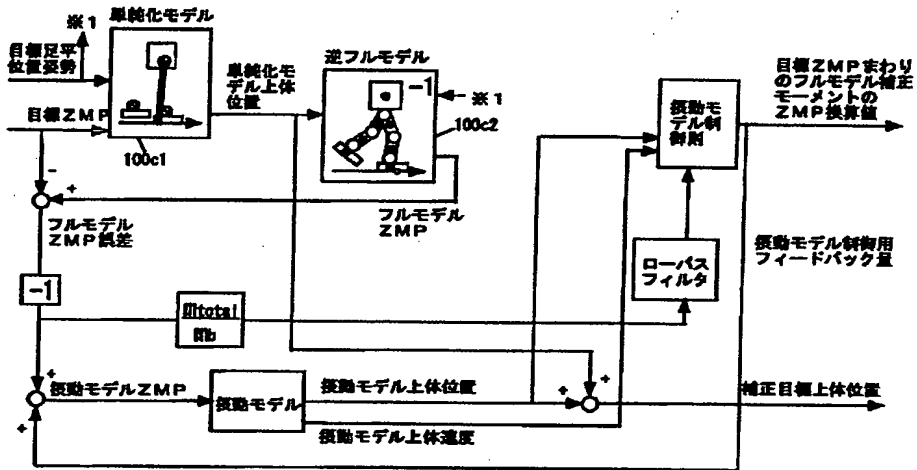 単純化モデル
※1
目標足平
位置姿勢
目標ZMP
100c1
単純化モ
デル上体
位置
逆フルモデル
-1
※1
100c2
フルモデル
ZMP
摂動モ
デル制
御則
目標ZMPまわり
のフルモデル補正
モーメントの
ZMP換算値
-
+
フルモデル
ZMP誤差
-1
Mtotal
Mb
ローパス
フィルタ
摂動モデル制御用
フィードバック量
+
+
摂動モデルZMP
摂動モデル
摂動モデル上体位置
摂動モデル上体速度
+
+
補正目標上体位置